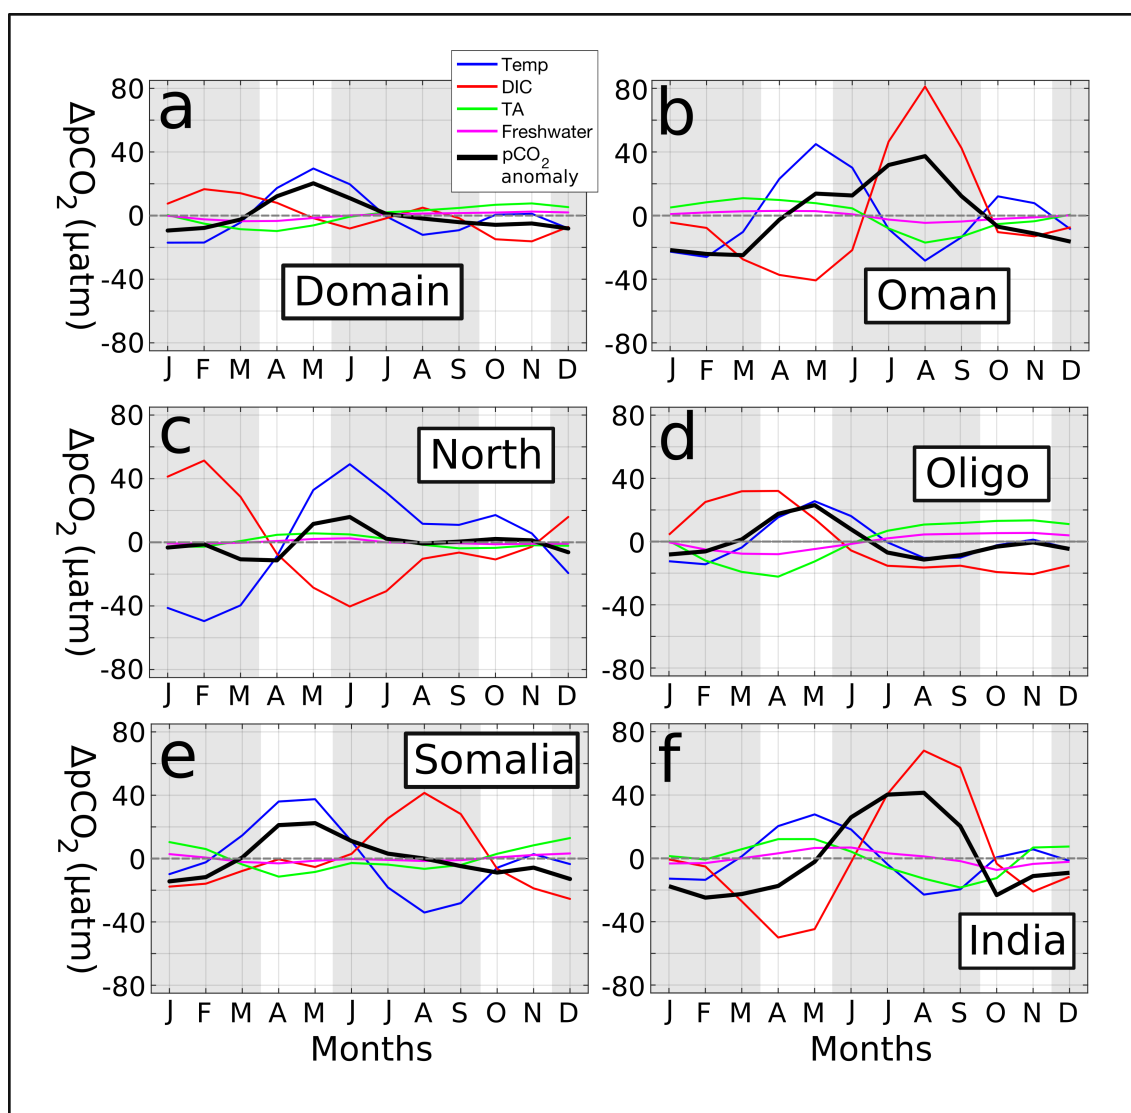 Temp
DIC
TA
Freshwater
pCO2
anomaly
a
80
40
0
-40
-80
ΔpCO2 (µatm)
Domain
J F M A M J J A S O N D
b
80
40
0
-40
-80
Oman
J F M A M J J A S O N D
c
80
40
0
-40
-80
ΔpCO2 (µatm)
North
J F M A M J J A S O N D
d
80
40
0
-40
-80
Oligo
J F M A M J J A S O N D
e
80
40
0
-40
-80
ΔpCO2 (µatm)
Somalia
J F M A M J J A S O N D
Months
f
80
40
0
-40
-80
India
J F M A M J J A S O N D
Months